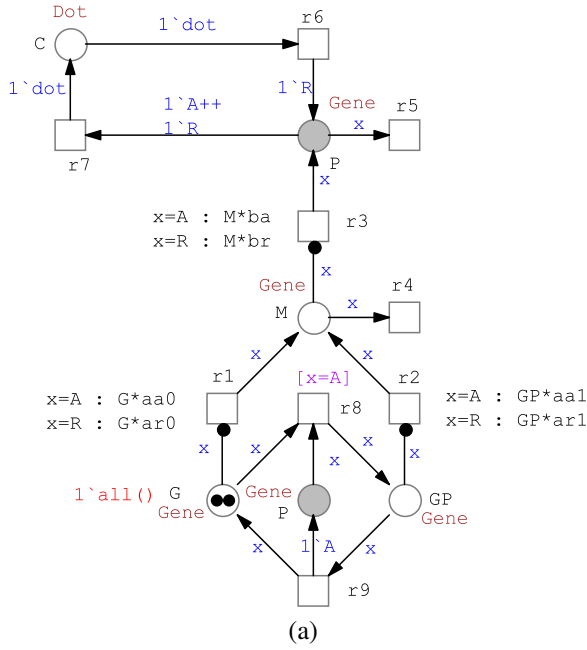 Dot
1`dot
r6
C
1`dot
1`R
Gene
r5
1`A++
1`R
x
r7
P
x
x=A : M*ba
x=R : M*br
r3
x
Gene
x
r4
M
x
x
r1
[x=A]
r2
x=A : G*aa0
x=R : G*ar0
r8
x=A : GP*aa1
x=R : GP*ar1
x
x
x
x
x
1`all()
G
Gene
Gene
P
GP
Gene
x
1`A
x
r9
(a)